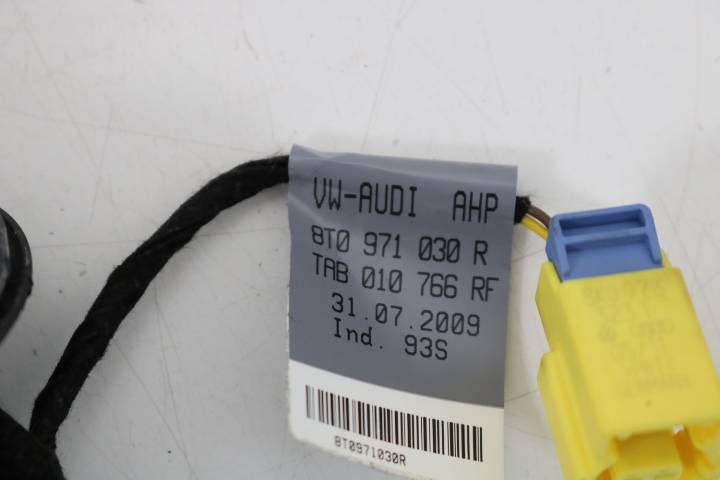 VW-AUDI AHP
8T0 971 030 R
TAB 010 766 RF
31.07.2009
Ind. 93S
8T0971030R